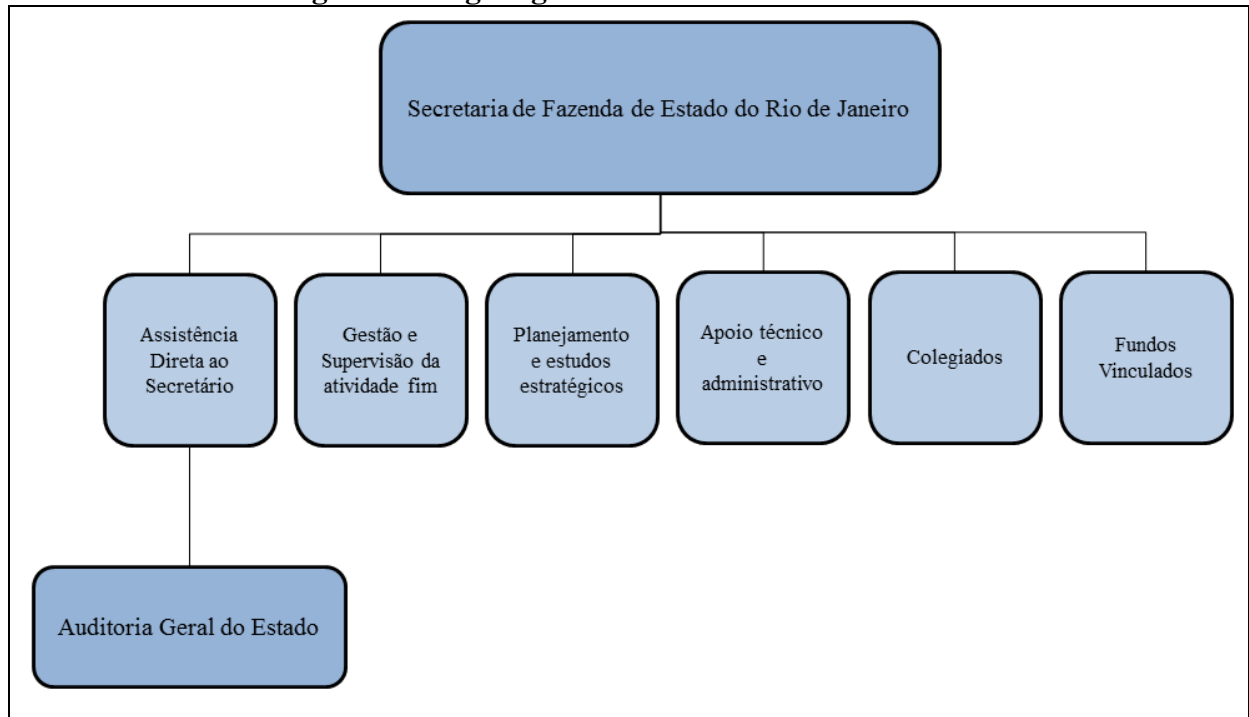 Secretaria de Fazenda de Estado do Rio de Janeiro
Assistência
Direta ao
Secretário
Gestão e
Supervisão da
atividade fim
Planejamento
e estudos
estratégicos
Apoio técnico
e
administrativo
Colegiados
Fundos
Vinculados
Auditoria Geral do Estado